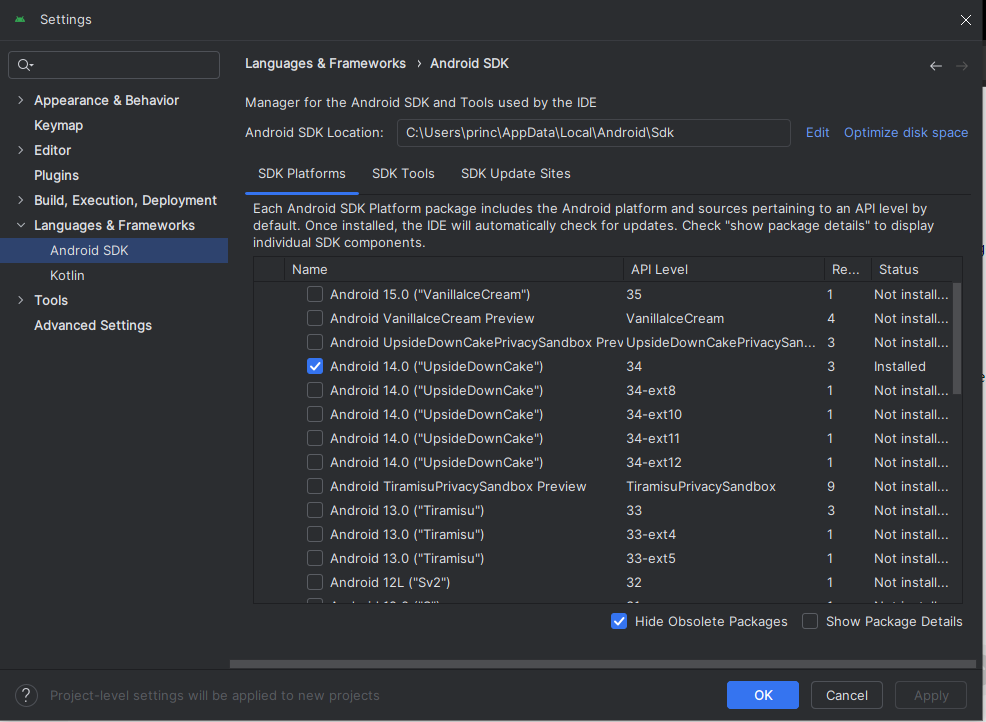 Settings
Languages & Frameworks › Android SDK
Appearance & Behavior
Keymap
Editor
Plugins
Build, Execution, Deployment
Languages & Frameworks
Android SDK
Kotlin
Tools
Advanced Settings
Manager for the Android SDK and Tools used by the IDE
Android SDK Location: C:\Users\princ\AppData\Local\Android\Sdk Edit Optimize disk space
SDK Platforms SDK Tools SDK Update Sites
Each Android SDK Platform package includes the Android platform and sources pertaining to an API level by
default. Once installed, the IDE will automatically check for updates. Check "show package details" to display
individual SDK components.
Name API Level Re... Status
Android 15.0 ("VanillaIceCream") 35 1 Not install...
Android VanillaIceCream Preview VanillaIceCream 4 Not install...
Android UpsideDownCakePrivacySandbox Prev UpsideDownCakePrivacySan... 3 Not install...
Android 14.0 ("UpsideDownCake") 34 3 Installed
Android 14.0 ("UpsideDownCake") 34-ext8 1 Not install...
Android 14.0 ("UpsideDownCake") 34-ext10 1 Not install...
Android 14.0 ("UpsideDownCake") 34-ext11 1 Not install...
Android 14.0 ("UpsideDownCake") 34-ext12 1 Not install...
Android TiramisuPrivacySandbox Preview TiramisuPrivacySandbox 9 Not install...
Android 13.0 ("Tiramisu") 33 3 Not install...
Android 13.0 ("Tiramisu") 33-ext4 1 Not install...
Android 13.0 ("Tiramisu") 33-ext5 1 Not install...
Android 12L ("Sv2") 32 1 Not install...
Hide Obsolete Packages Show Package Details
? Project-level settings will be applied to new projects
OK Cancel Apply